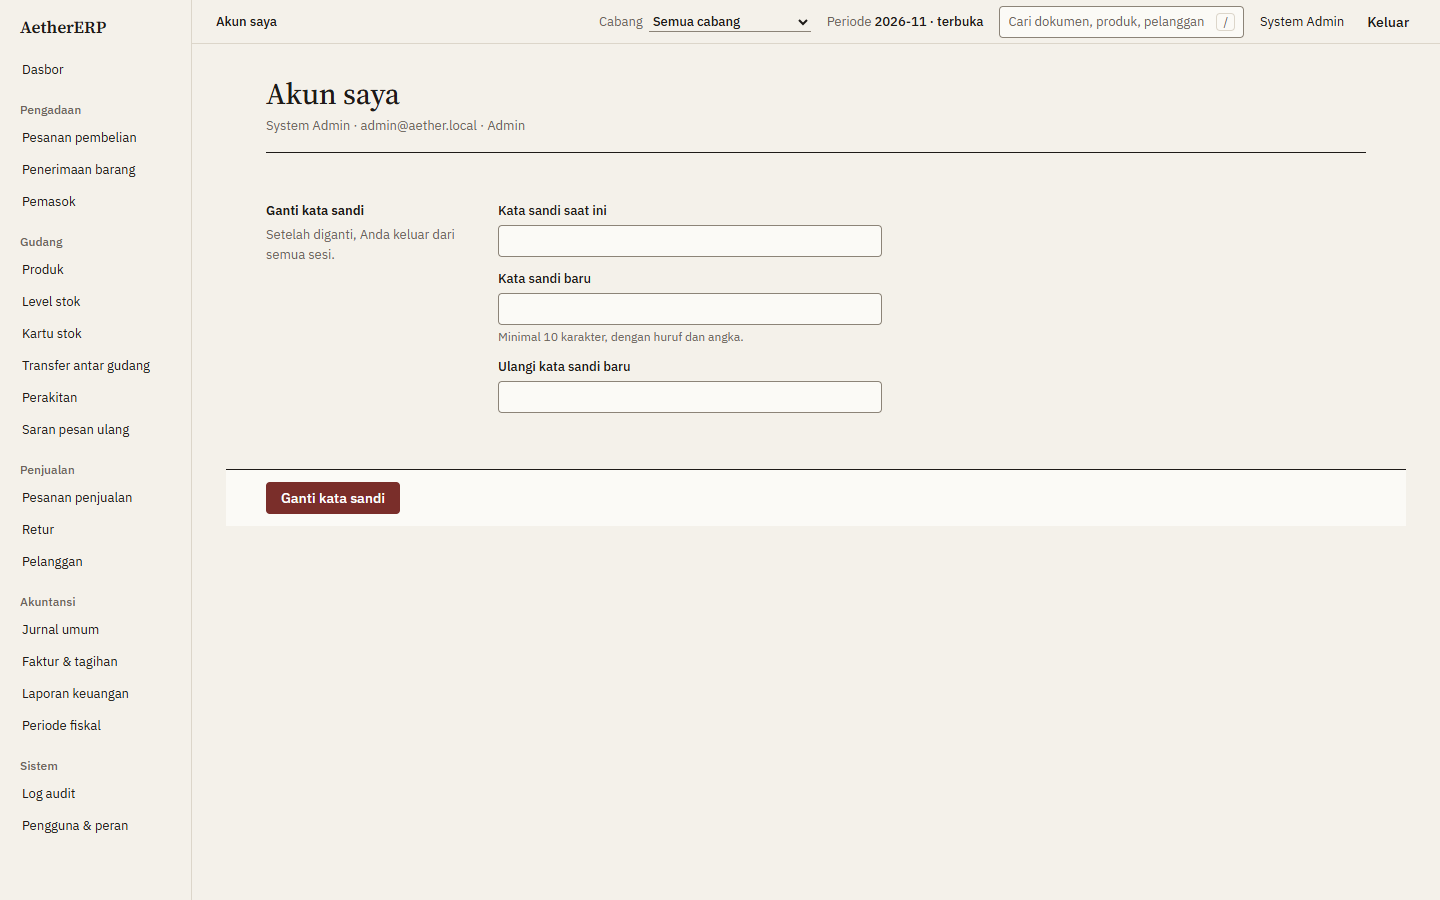 AetherERP
Dasbor
Pengadaan
Pesanan pembelian
Penerimaan barang
Pemasok
Gudang
Produk
Level stok
Kartu stok
Transfer antar gudang
Perakitan
Saran pesan ulang
Penjualan
Pesanan penjualan
Retur
Pelanggan
Akuntansi
Jurnal umum
Faktur & tagihan
Laporan keuangan
Periode fiskal
Sistem
Log audit
Pengguna & peran
Akun saya
Cabang Semua cabang
Periode 2026-11 · terbuka
Cari dokumen, produk, pelanggan /
System Admin
Keluar
Akun saya
System Admin · admin@aether.local · Admin
Ganti kata sandi
Setelah diganti, Anda keluar dari
semua sesi.
Kata sandi saat ini
Kata sandi baru
Minimal 10 karakter, dengan huruf dan angka.
Ulangi kata sandi baru
Ganti kata sandi